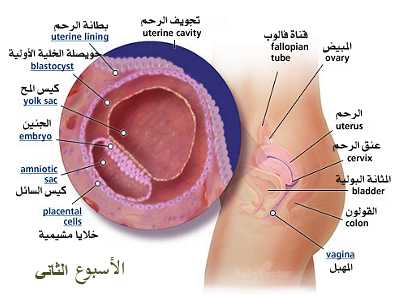 تجويف الرحم
uterine cavity
بطانة الرحم
uterine lining
حويصلة الخلية الأولية
blastocyst
كيس المح
yolk sac
الجنين
embryo
amniotic
sac
كيس السائل
placental
cells
خلايا مشيمية
الأسبوع الثانى
قناة فالوب
fallopian
tube
المبيض
ovary
الرحم
uterus
عنق الرحم
cervix
المثانة البولية
bladder
القولون
colon
vagina
المهبل